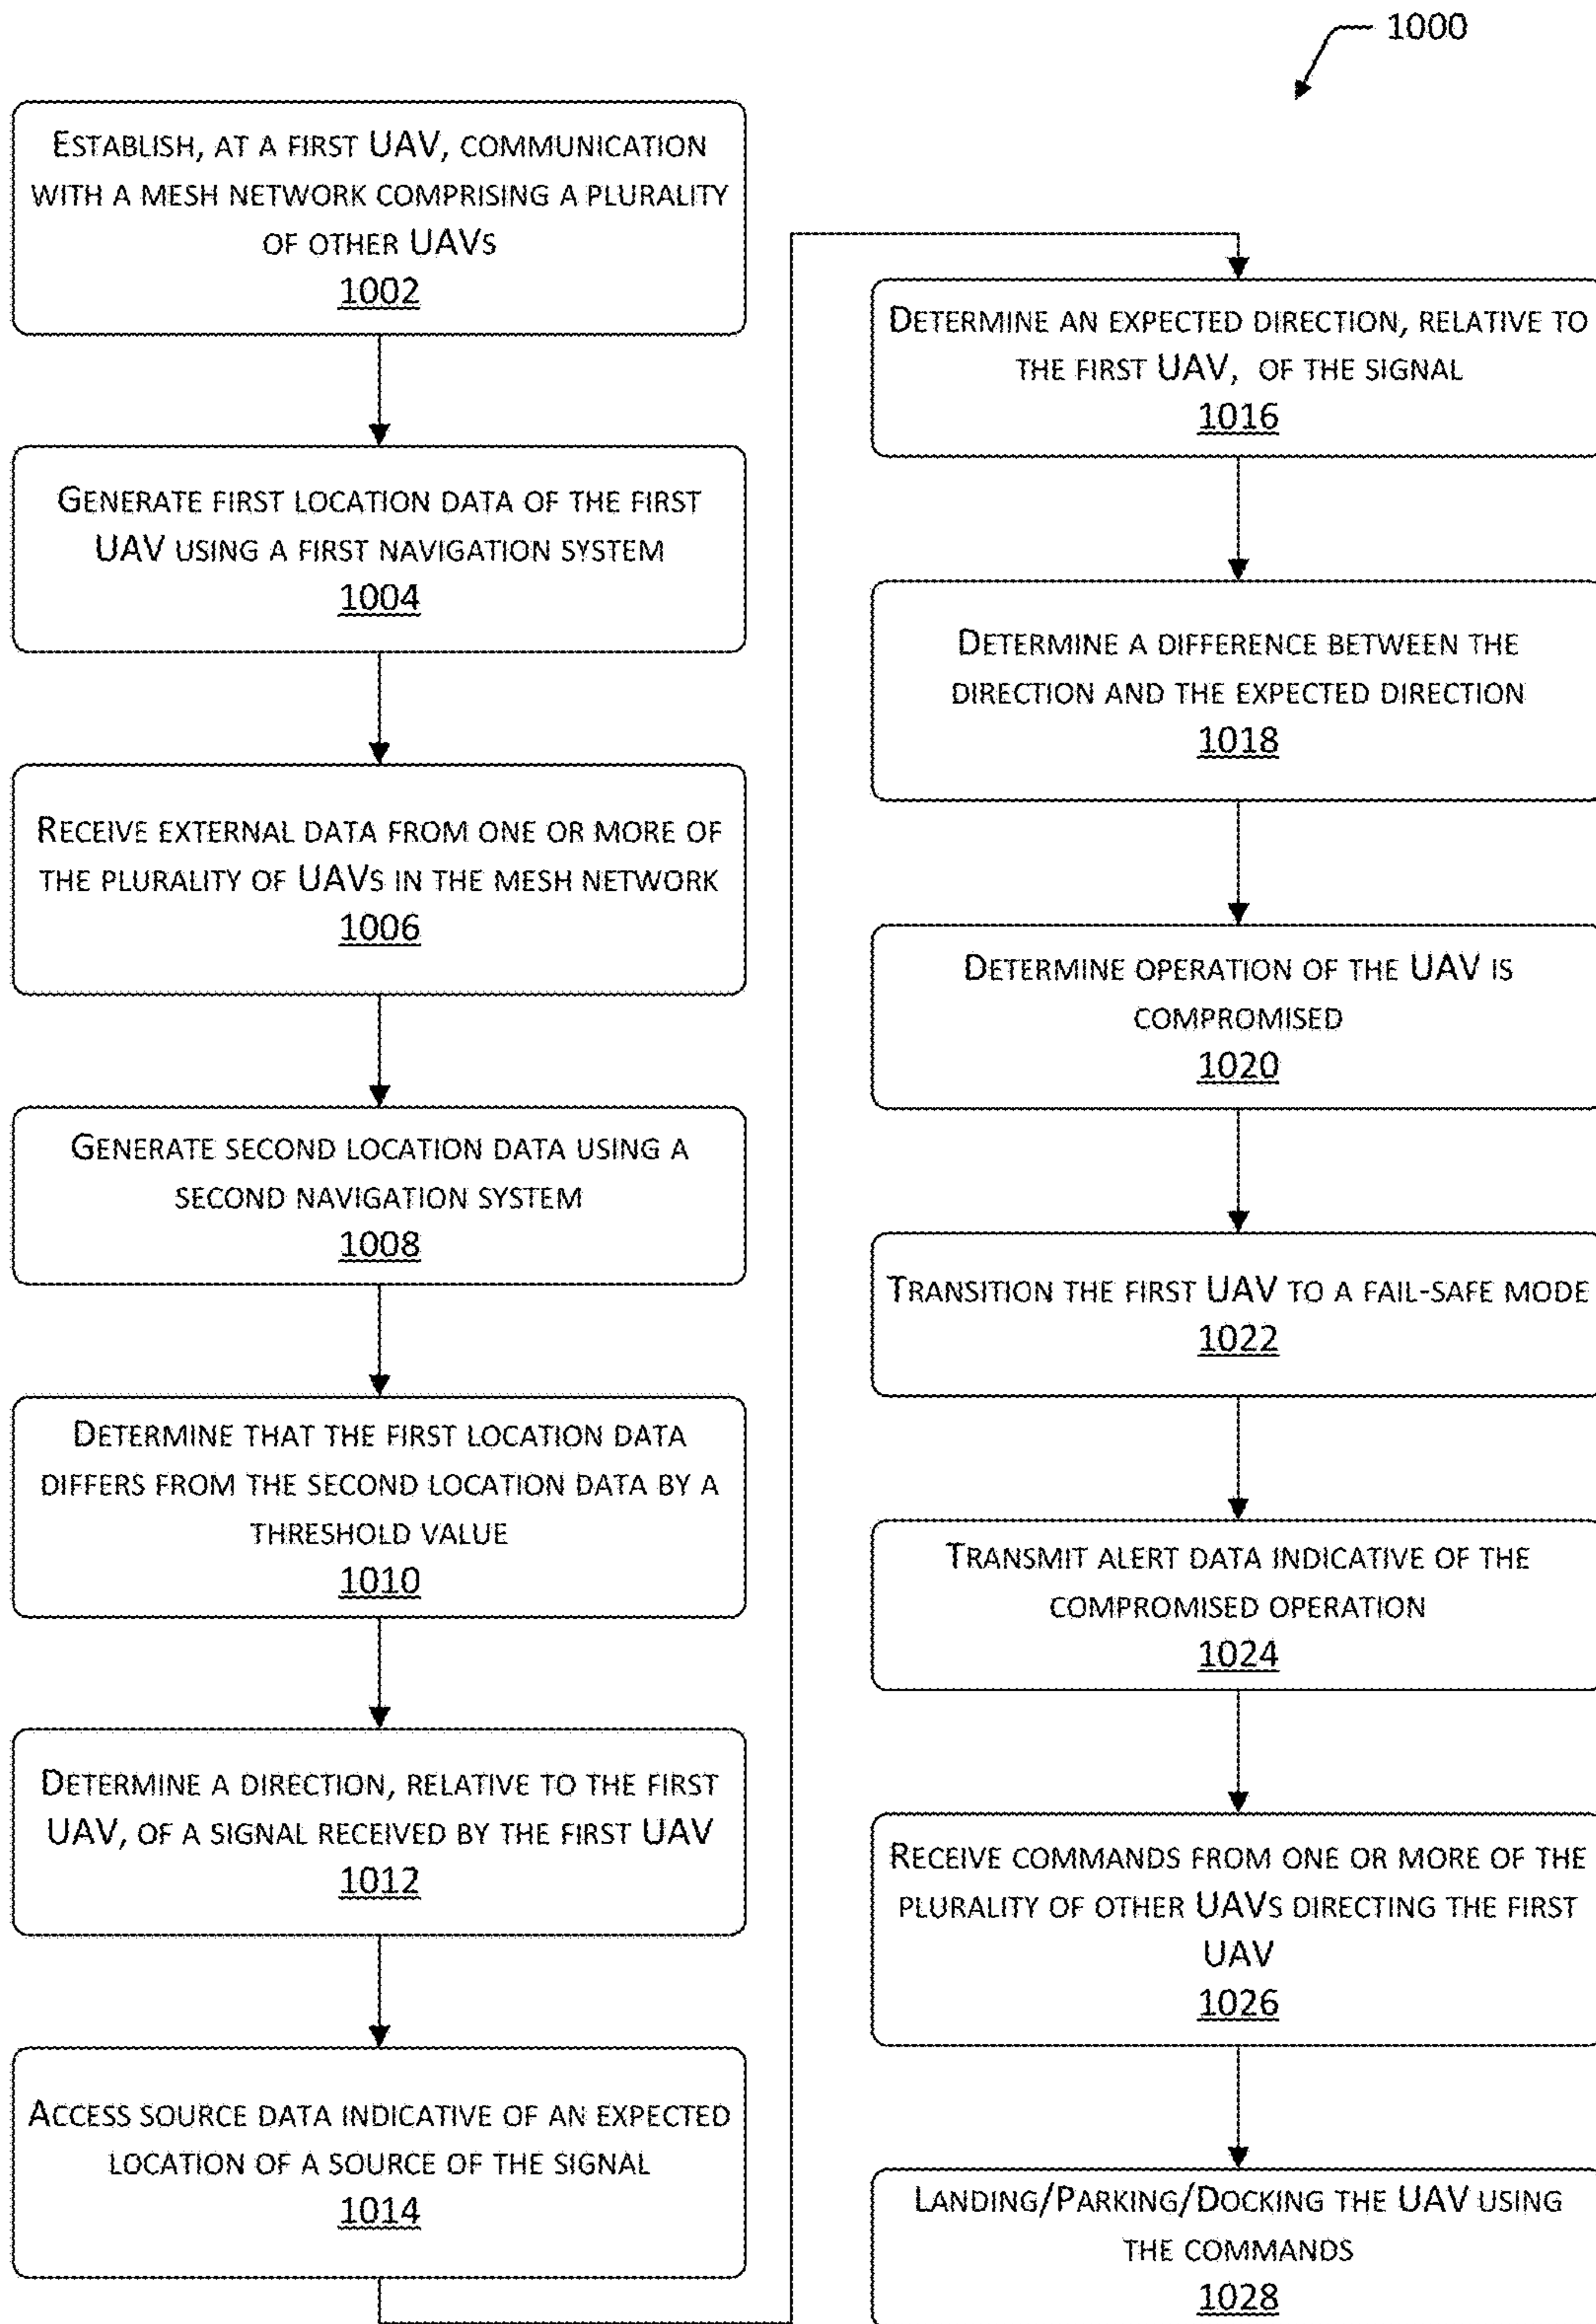 1000
ESTABLISH, AT A FIRST UAV, COMMUNICATION
WITH A MESH NETWORK COMPRISING A PLURALITY
OF OTHER UAVS
1002
GENERATE FIRST LOCATION DATA OF THE FIRST
UAV USING A FIRST NAVIGATION SYSTEM
1004
RECEIVE EXTERNAL DATA FROM ONE OR MORE OF
THE PLURALITY OF UAVS IN THE MESH NETWORK
1006
GENERATE SECOND LOCATION DATA USING A
SECOND NAVIGATION SYSTEM
1008
DETERMINE THAT THE FIRST LOCATION DATA
DIFFERS FROM THE SECOND LOCATION DATA BY A
THRESHOLD VALUE
1010
DETERMINE A DIRECTION, RELATIVE TO THE FIRST
UAV, OF A SIGNAL RECEIVED BY THE FIRST UAV
1012
ACCESS SOURCE DATA INDICATIVE OF AN EXPECTED
LOCATION OF A SOURCE OF THE SIGNAL
1014
DETERMINE AN EXPECTED DIRECTION, RELATIVE TO
THE FIRST UAV, OF THE SIGNAL
1016
DETERMINE A DIFFERENCE BETWEEN THE
DIRECTION AND THE EXPECTED DIRECTION
1018
DETERMINE OPERATION OF THE UAV IS
COMPROMISED
1020
TRANSITION THE FIRST UAV TO A FAIL-SAFE MODE
1022
TRANSMIT ALERT DATA INDICATIVE OF THE
COMPROMISED OPERATION
1024
RECEIVE COMMANDS FROM ONE OR MORE OF THE
PLURALITY OF OTHER UAVS DIRECTING THE FIRST
UAV
1026
LANDING/PARKING/DOCKING THE UAV USING
THE COMMANDS
1028